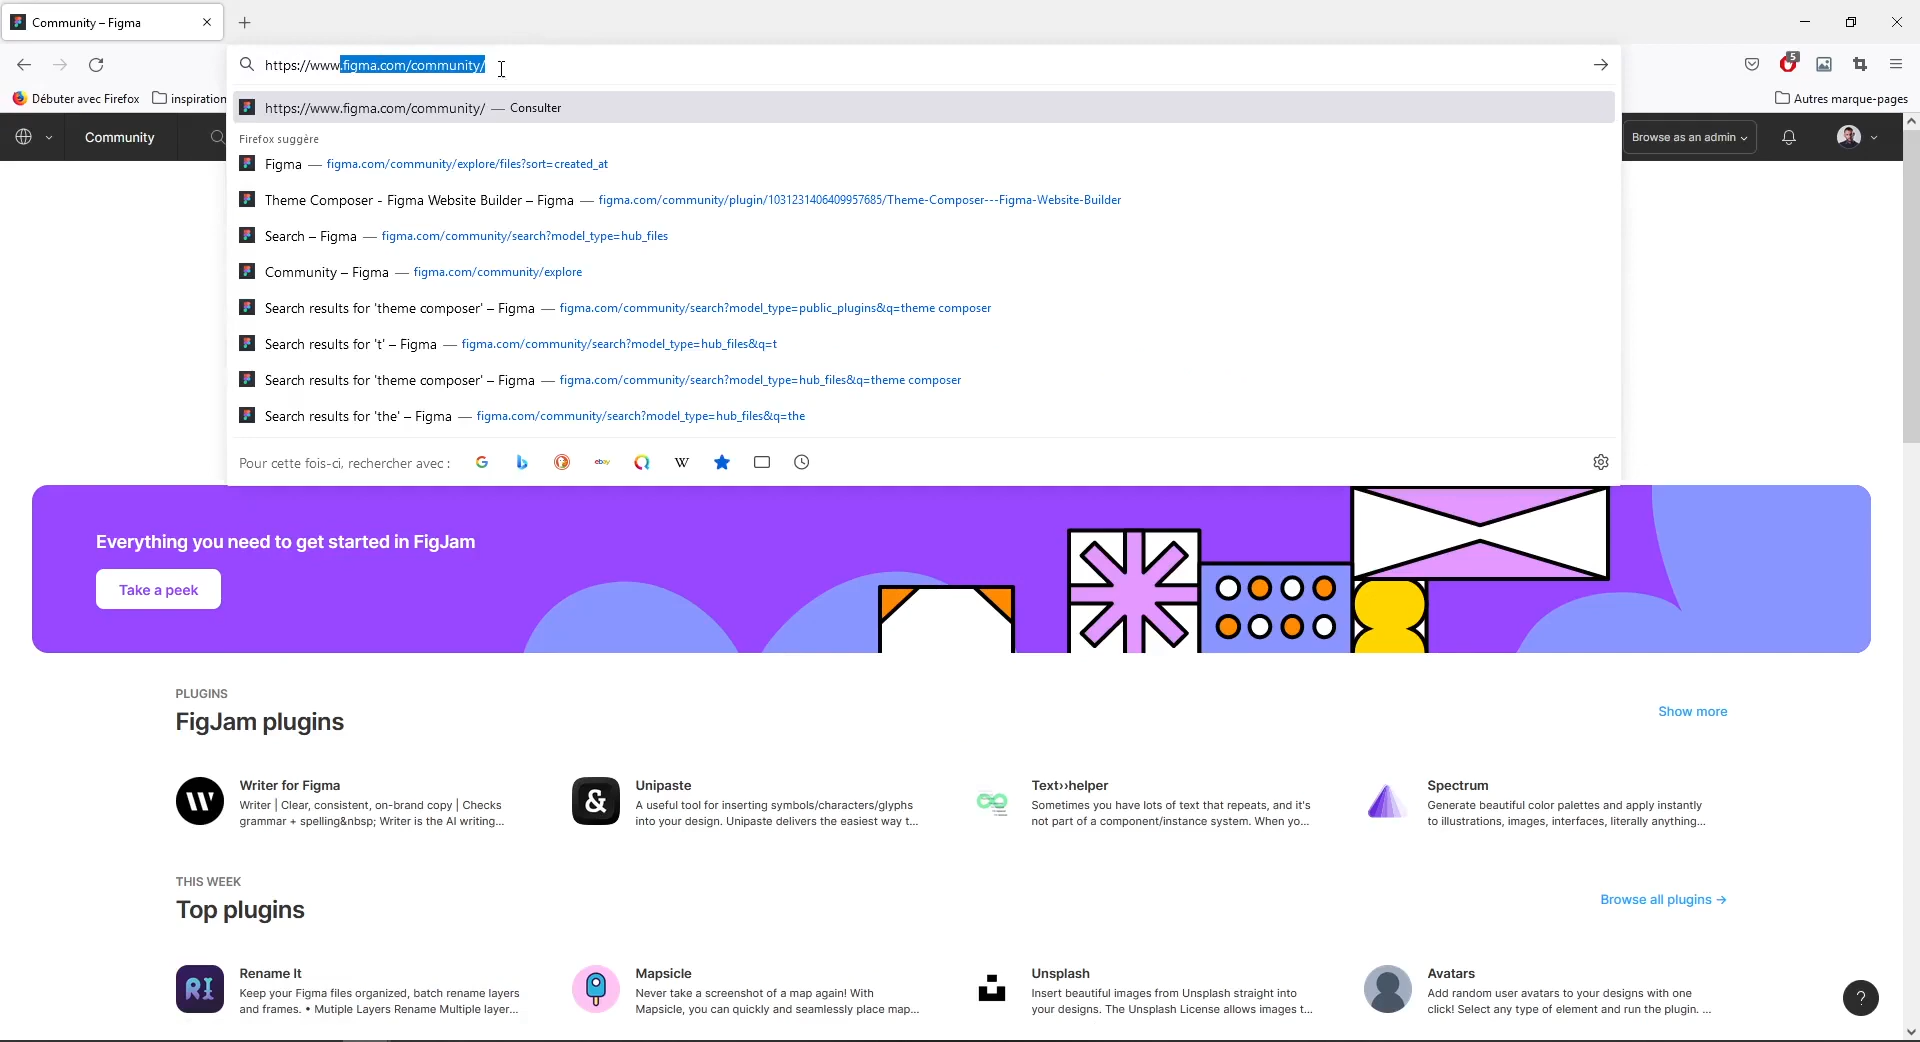 Community – Figma
https://www.figma.com/community/
Débuter avec Firefox
inspiration
Autres marque-pages
5
https://www.figma.com/community/ — Consulter
Firefox suggère
Figma — figma.com/community/explore/files?sort=created_at
Theme Composer - Figma Website Builder – Figma — figma.com/community/plugin/1031231406409957685/Theme-Composer---Figma-Website-Builder
Search – Figma — figma.com/community/search?model_type=hub_files
Community – Figma — figma.com/community/explore
Search results for 'theme composer' – Figma — figma.com/community/search?model_type=public_plugins&q=theme composer
Search results for 't' – Figma — figma.com/community/search?model_type=hub_files&q=t
Search results for 'theme composer' – Figma — figma.com/community/search?model_type=hub_files&q=theme composer
Search results for 'the' – Figma — figma.com/community/search?model_type=hub_files&q=the
Pour cette fois-ci, rechercher avec :
G
ebay
W
Community
Browse as an admin
Everything you need to get started in FigJam
Take a peek
PLUGINS
FigJam plugins
Show more
Writer for Figma
Writer | Clear, consistent, on-brand copy | Checks
grammar + spelling&nbsp; Writer is the AI writing...
&
Unipaste
A useful tool for inserting symbols/characters/glyphs
into your design. Unipaste delivers the easiest way t...
Text››helper
Sometimes you have lots of text that repeats, and it's
not part of a component/instance system. When yo...
Spectrum
Generate beautiful color palettes and apply instantly
to illustrations, images, interfaces, literally anything...
THIS WEEK
Top plugins
Browse all plugins →
RI
Rename It
Keep your Figma files organized, batch rename layers
and frames. • Mutiple Layers Rename Multiple layer...
Mapsicle
Never take a screenshot of a map again! With
Mapsicle, you can quickly and seamlessly place map...
Unsplash
Insert beautiful images from Unsplash straight into
your designs. The Unsplash License allows images t...
Avatars
Add random user avatars to your designs with one
click! Select any type of element and run the plugin. ...
?